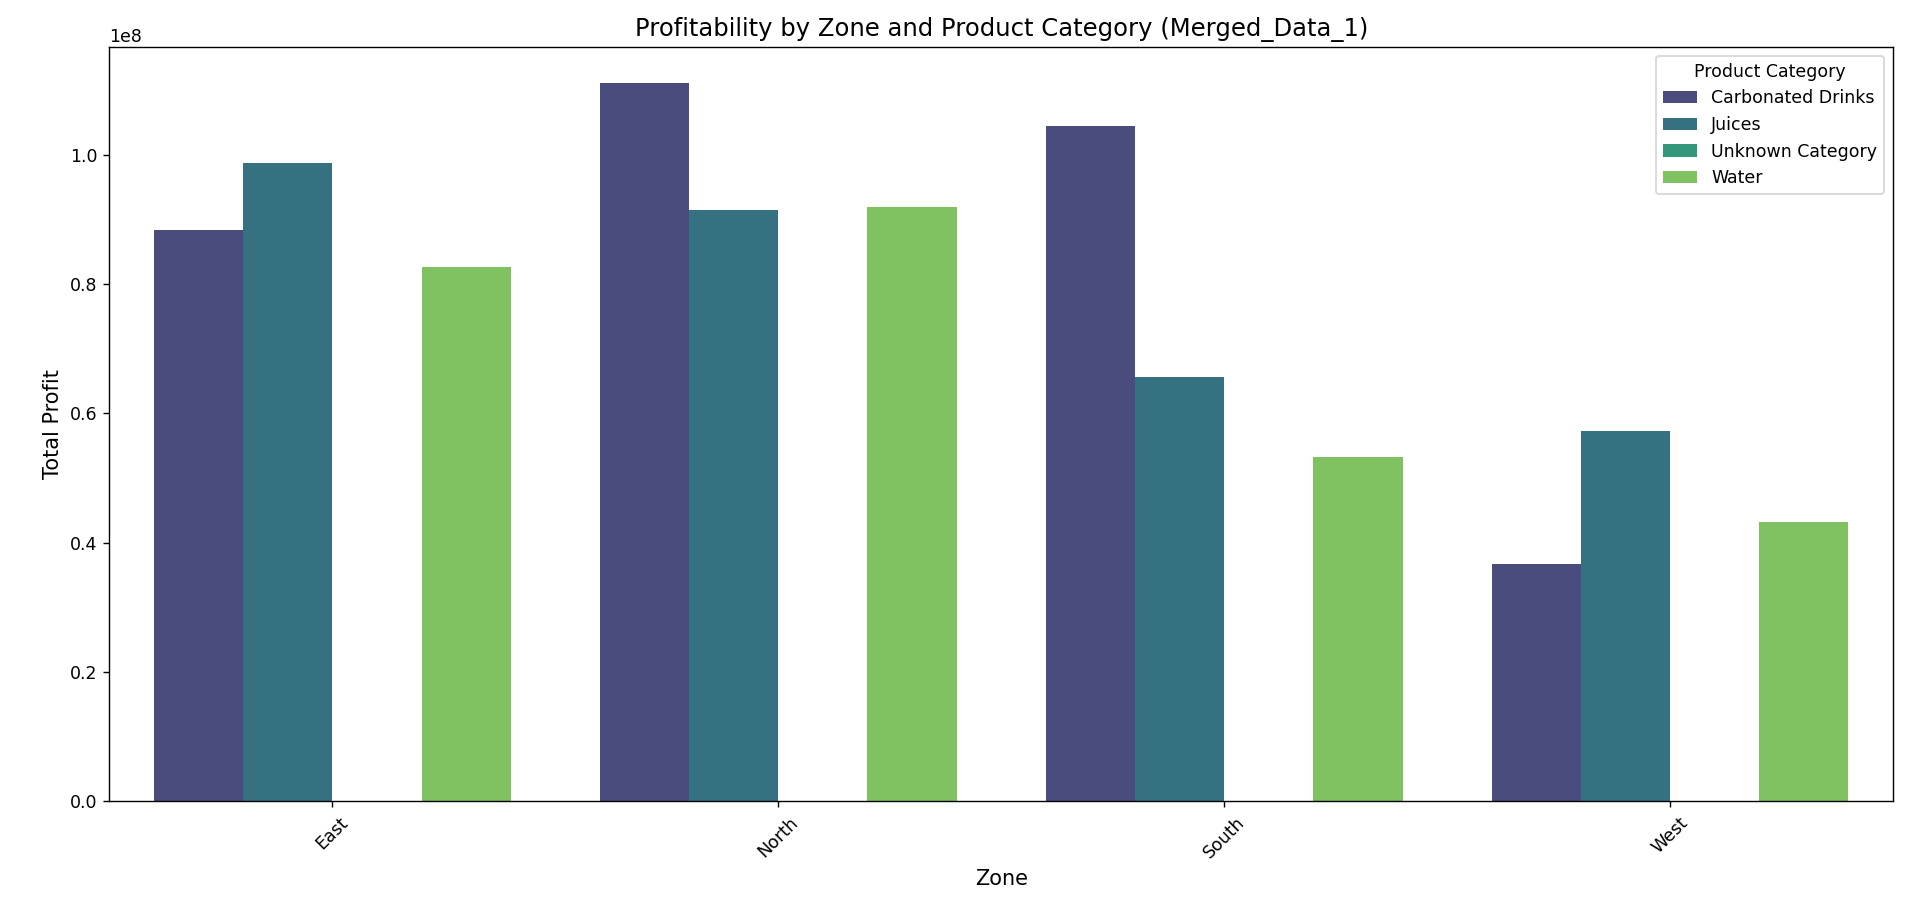 Profitability by Zone and Product Category (Merged_Data_1)
1e8
Product Category
Carbonated Drinks
Juices
Unknown Category
Water
1.0
0.8
0.6
0.4
0.2
0.0
Total Profit
East
North
South
West
Zone